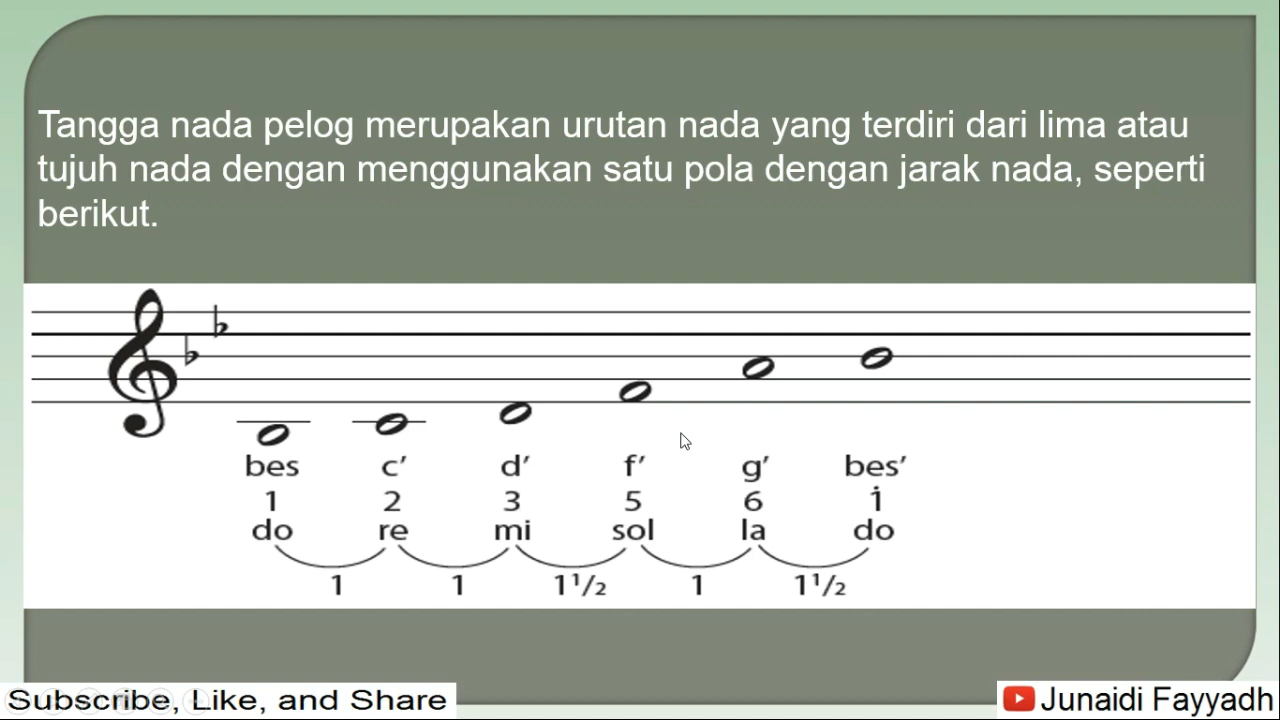 Tangga nada pelog merupakan urutan nada yang terdiri dari lima atau
tujuh nada dengan menggunakan satu pola dengan jarak nada, seperti
berikut.
bes c′ d′ f′ g′ bes′
1 2 3 5 6 1̇
do re mi sol la do
1 1 1¹/₂ 1 1¹/₂
Subscribe, Like, and Share
Junaidi Fayyadh